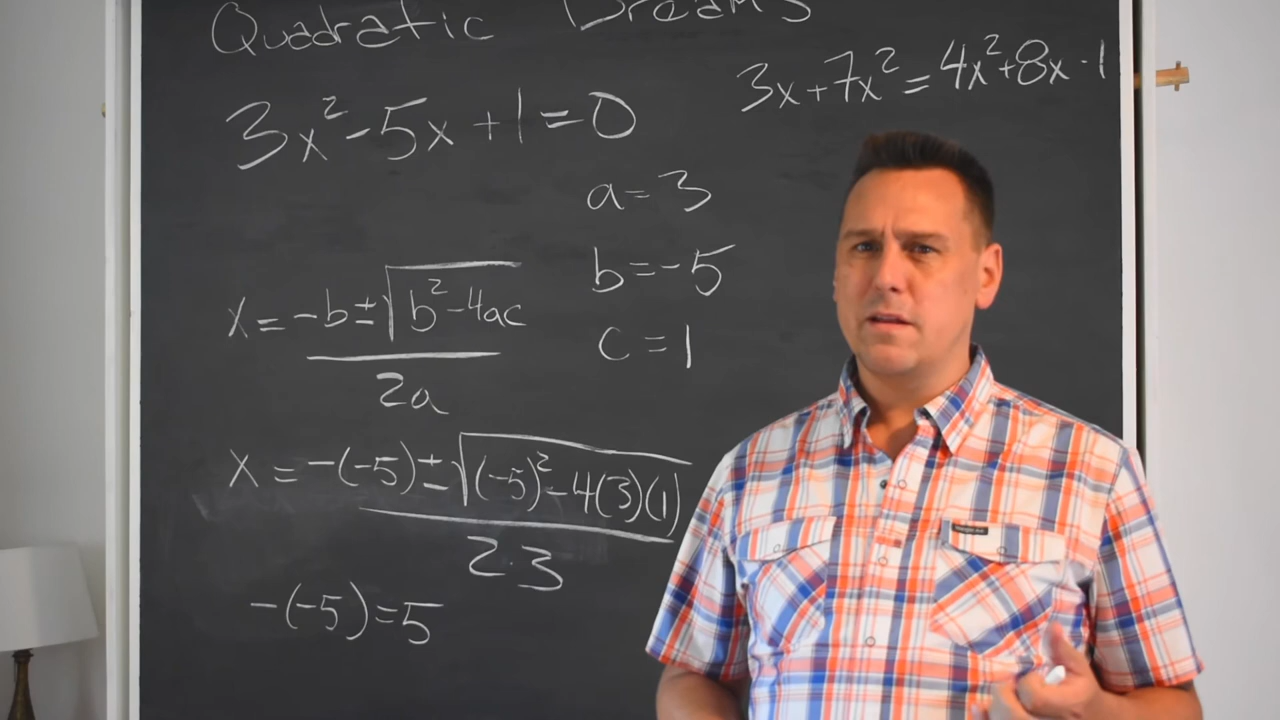 Quadratic Dreams
3x²-5x+1=0
3x+7x²=4x²+8x-1
a=3
b=-5
c=1
x=-b±√b²-4ac
2a
x=-(-5)±√(-5)²-4(3)(1)
2·3
-(-5)=5